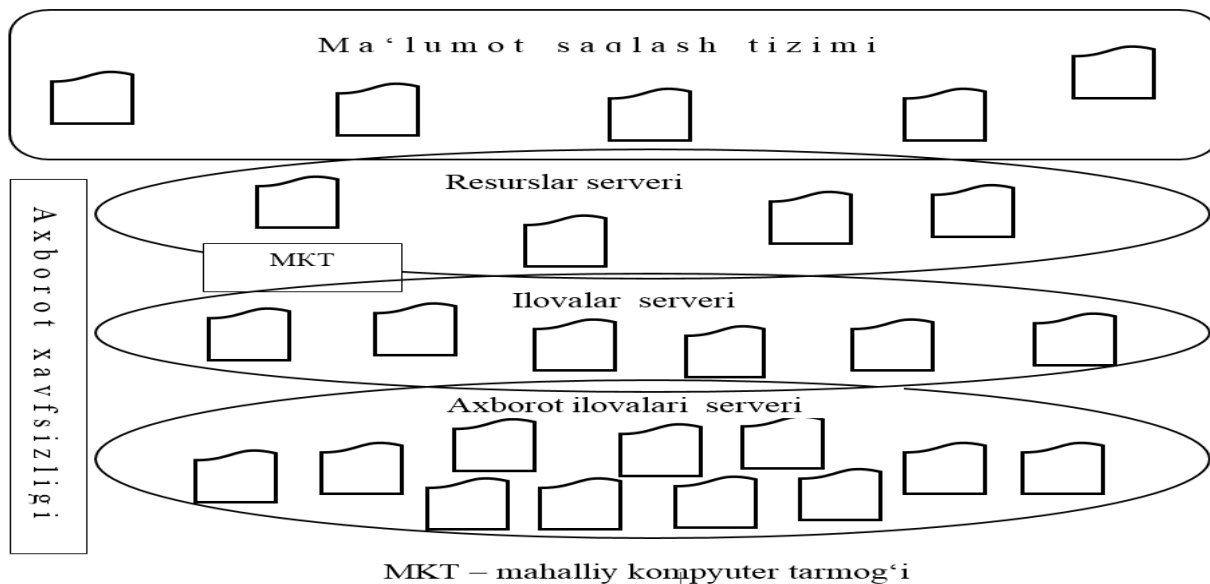 Ma‘lumot saqlash tizimi
Resurslar serveri
MKT
Ilovalar serveri
Axborot ilovalari serveri
Axborot xavfsizligi
MKT – mahalliy kompyuter tarmog‘i